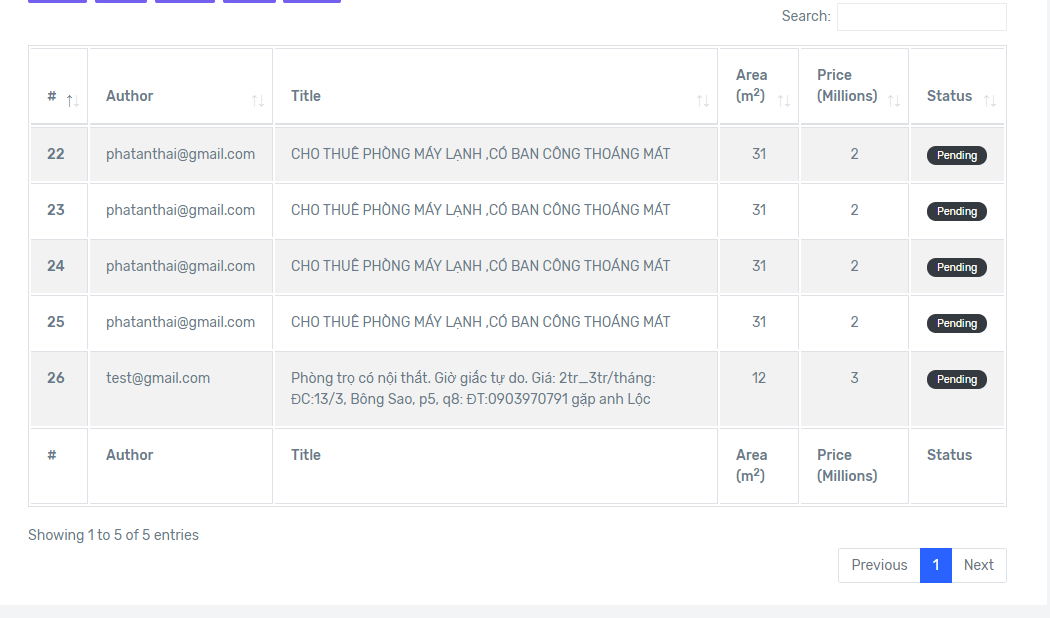 Search:
# Author Title Area (m²) Price (Millions) Status
22 phatanthai@gmail.com CHO THUÊ PHÒNG MÁY LẠNH ,CÓ BAN CÔNG THOÁNG MÁT 31 2 Pending
23 phatanthai@gmail.com CHO THUÊ PHÒNG MÁY LẠNH ,CÓ BAN CÔNG THOÁNG MÁT 31 2 Pending
24 phatanthai@gmail.com CHO THUÊ PHÒNG MÁY LẠNH ,CÓ BAN CÔNG THOÁNG MÁT 31 2 Pending
25 phatanthai@gmail.com CHO THUÊ PHÒNG MÁY LẠNH ,CÓ BAN CÔNG THOÁNG MÁT 31 2 Pending
26 test@gmail.com Phòng trọ có nội thất. Giờ giấc tự do. Giá: 2tr_3tr/tháng: 12 3 Pending
ĐC:13/3, Bông Sao, p5, q8: ĐT:0903970791 gặp anh Lộc
# Author Title Area (m²) Price (Millions) Status
Showing 1 to 5 of 5 entries
Previous 1 Next